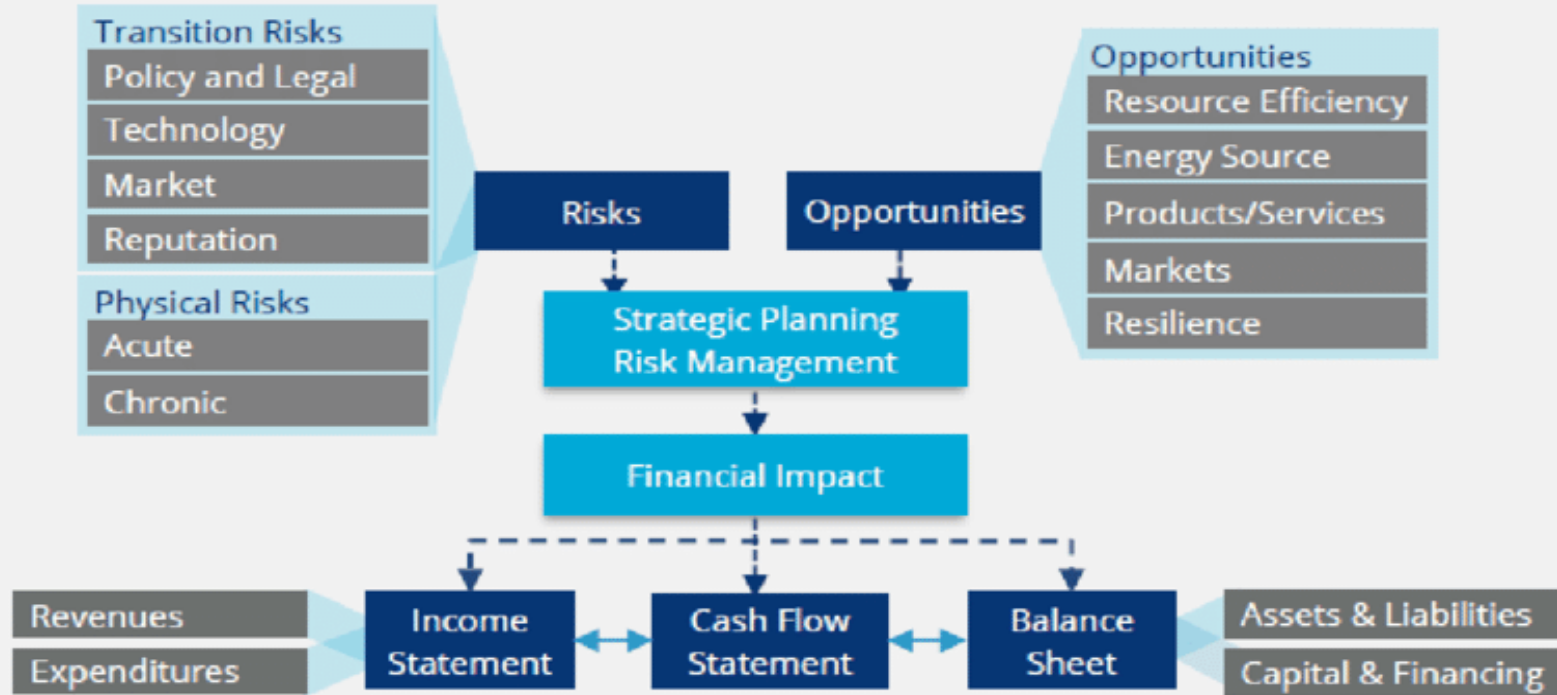 Transition Risks
Policy and Legal
Technology
Market
Reputation
Physical Risks
Acute
Chronic
Risks
Opportunities
Opportunities
Resource Efficiency
Energy Source
Products/Services
Markets
Resilience
Strategic Planning
Risk Management
Financial Impact
Revenues
Expenditures
Income
Statement
Cash Flow
Statement
Balance
Sheet
Assets & Liabilities
Capital & Financing